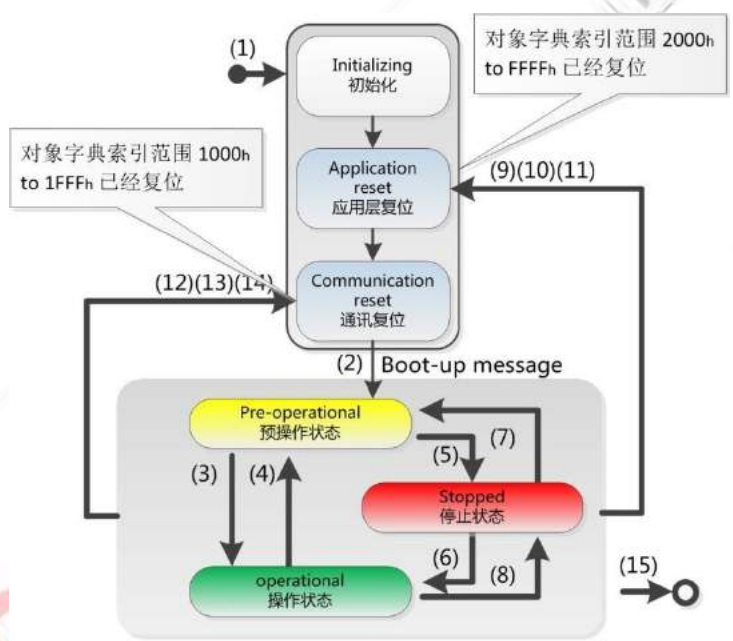 (1)
Initializing
初始化
对象字典索引范围 2000h
to FFFFh 已经复位
对象字典索引范围 1000h
to 1FFFh 已经复位
Application
reset
应用层复位
(9)(10)(11)
(12)(13)(14)
Communication
reset
通讯复位
(2) Boot-up message
Pre-operational
预操作状态
(7)
(5)
(3) (4)
Stopped
停止状态
(6)
(8)
operational
操作状态
(15)